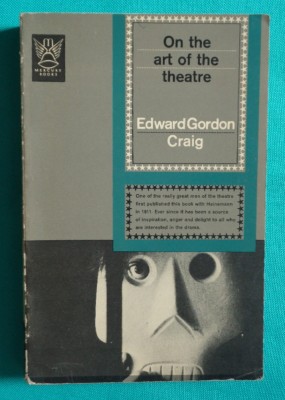 MERCURY
BOOKS
On the
art of the
theatre
Edward Gordon
Craig
One of the really great men of the theatre
first published this book with Heinemann
in 1911. Ever since it has been a source
of inspiration, anger and delight to all who
are interested in the drama.